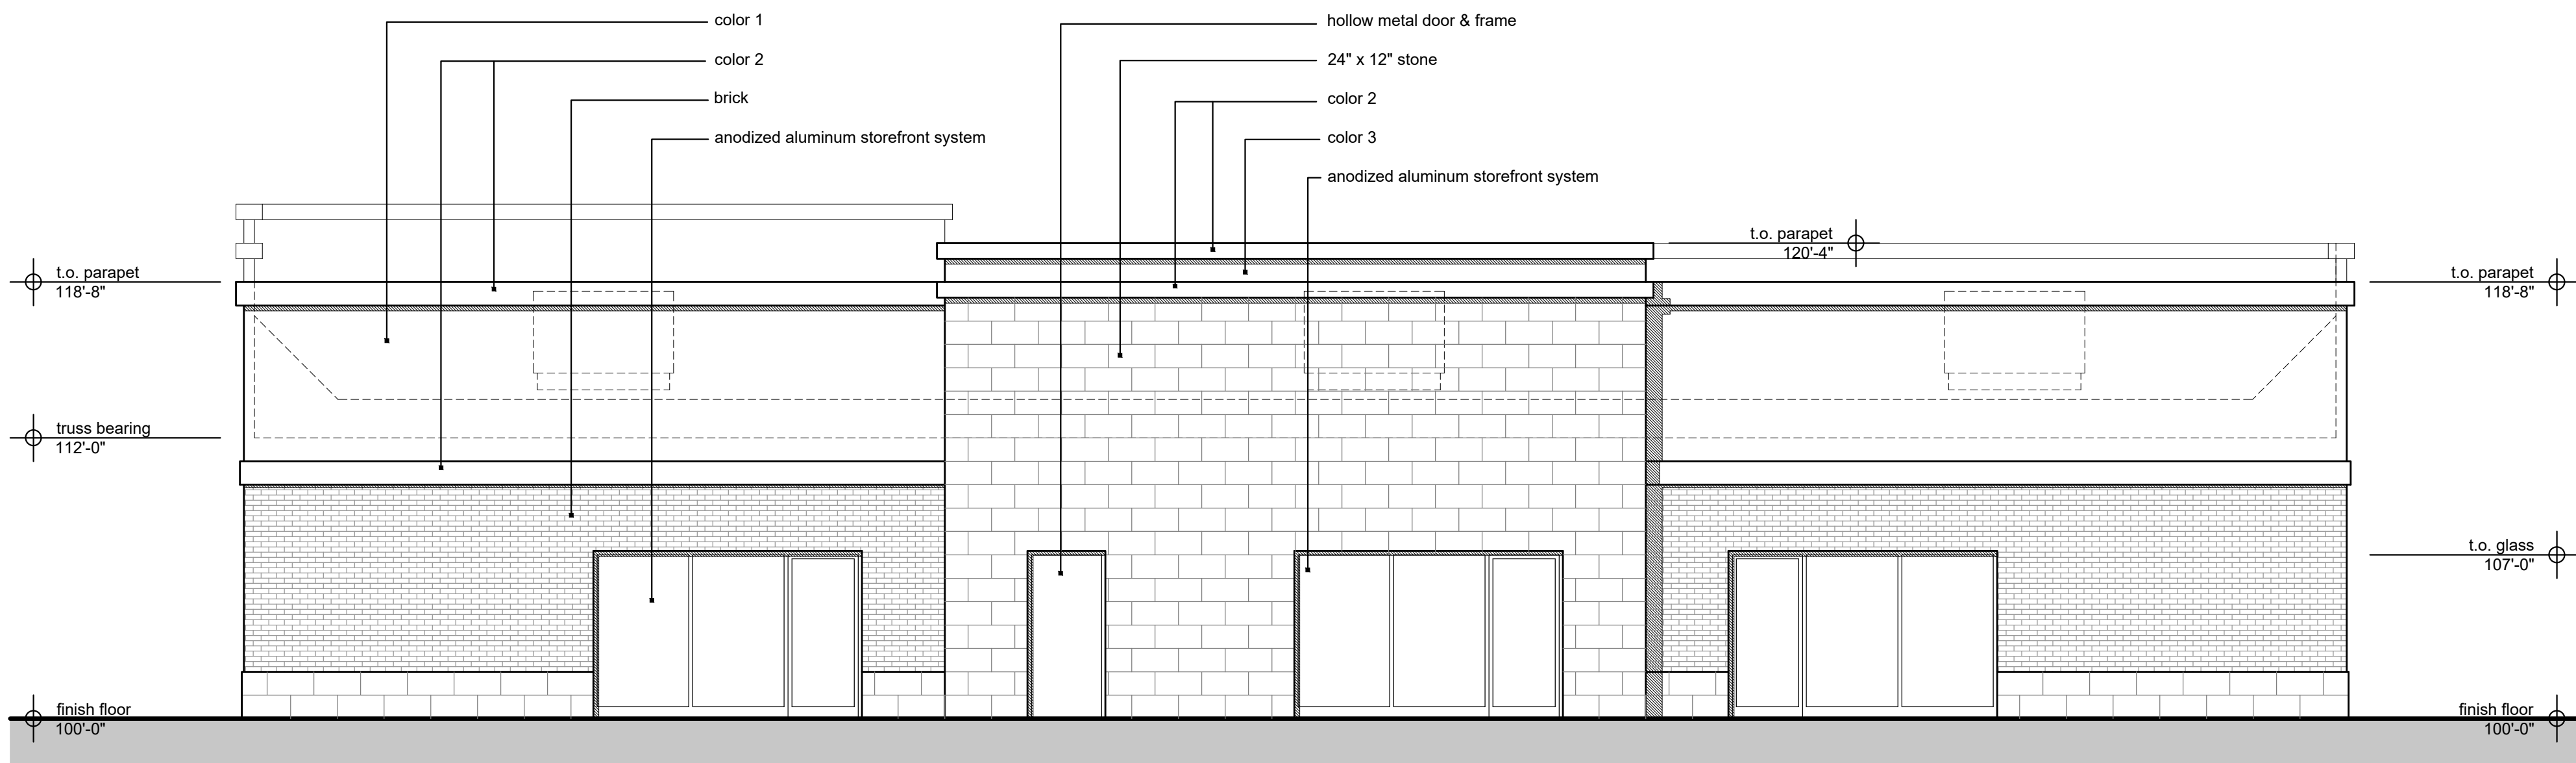 color 1
color 2
brick
anodized aluminum storefront system
hollow metal door & frame
24" x 12" stone
color 2
color 3
anodized aluminum storefront system
t.o. parapet
120'-4"
t.o. parapet
118'-8"
t.o. parapet
118'-8"
truss bearing
112'-0"
t.o. glass
107'-0"
finish floor
100'-0"
finish floor
100'-0"